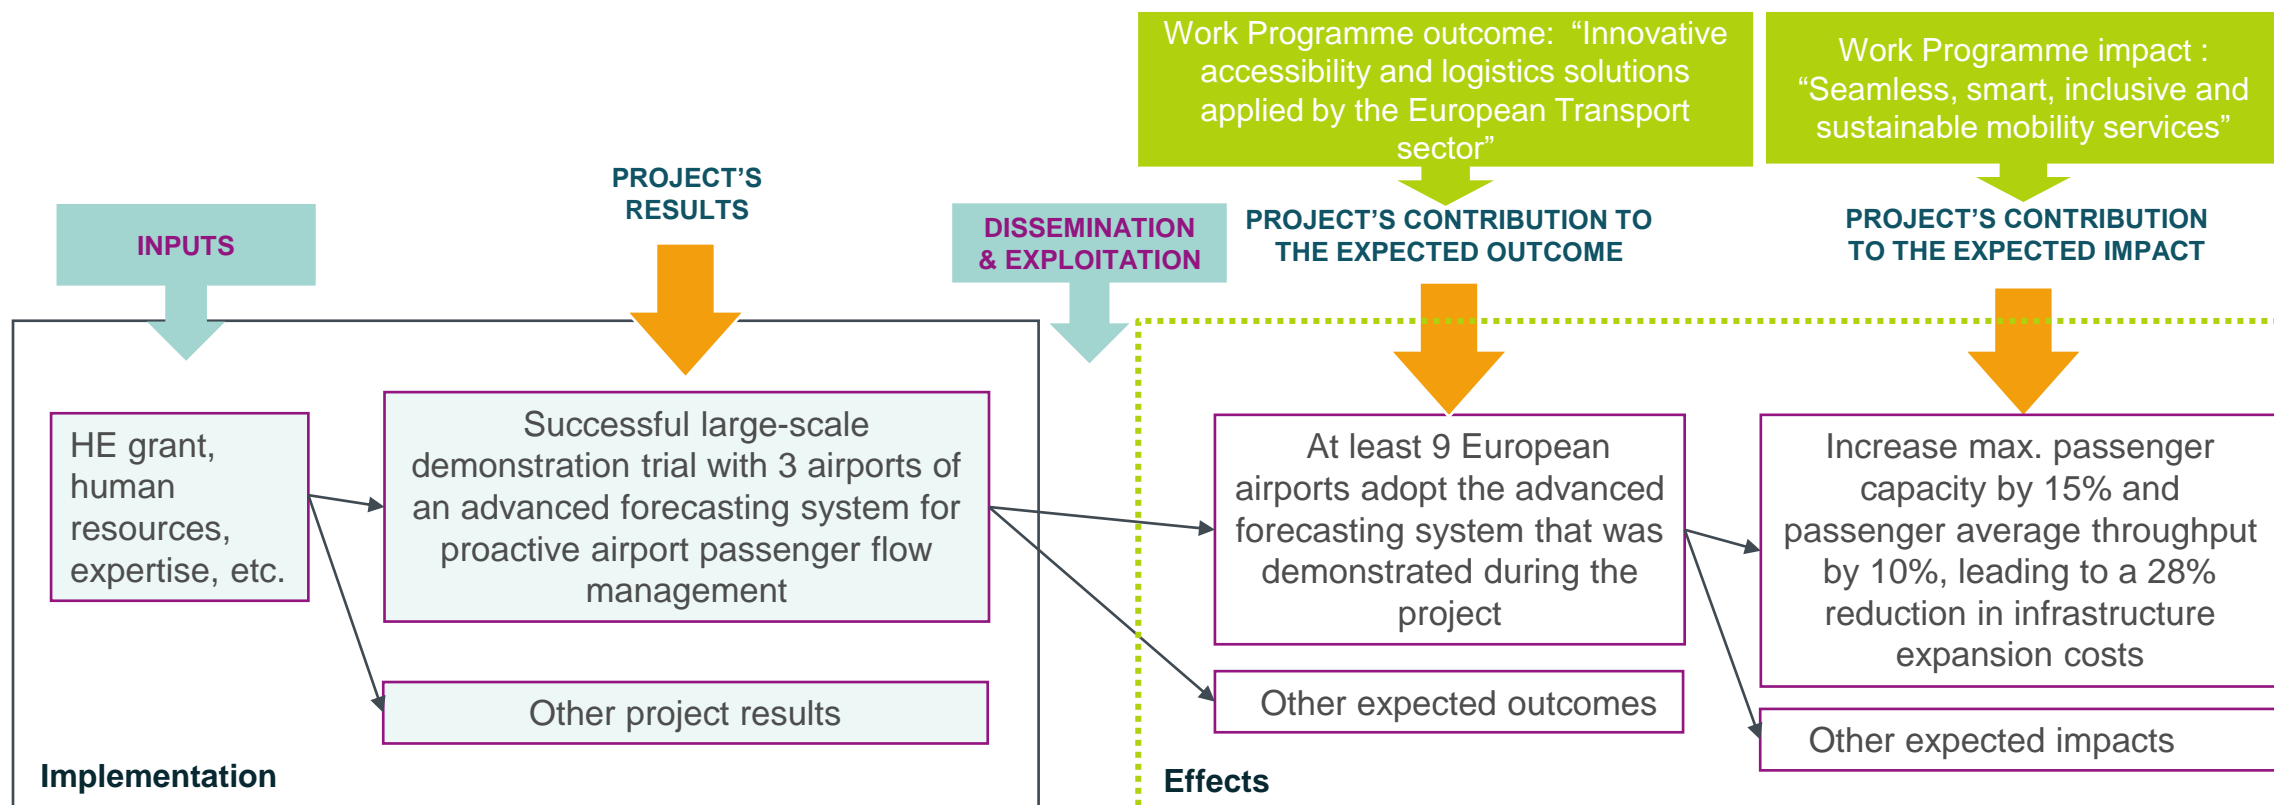 Work Programme outcome: “Innovative
accessibility and logistics solutions
applied by the European Transport
sector”
Work Programme impact :
“Seamless, smart, inclusive and
sustainable mobility services”
INPUTS
PROJECT’S
RESULTS
DISSEMINATION
& EXPLOITATION
PROJECT’S CONTRIBUTION TO
THE EXPECTED OUTCOME
PROJECT’S CONTRIBUTION
TO THE EXPECTED IMPACT
HE grant,
human
resources,
expertise, etc.
Successful large-scale
demonstration trial with 3 airports of
an advanced forecasting system for
proactive airport passenger flow
management
Other project results
Implementation
At least 9 European
airports adopt the advanced
forecasting system that was
demonstrated during the
project
Other expected outcomes
Increase max. passenger
capacity by 15% and
passenger average throughput
by 10%, leading to a 28%
reduction in infrastructure
expansion costs
Other expected impacts
Effects